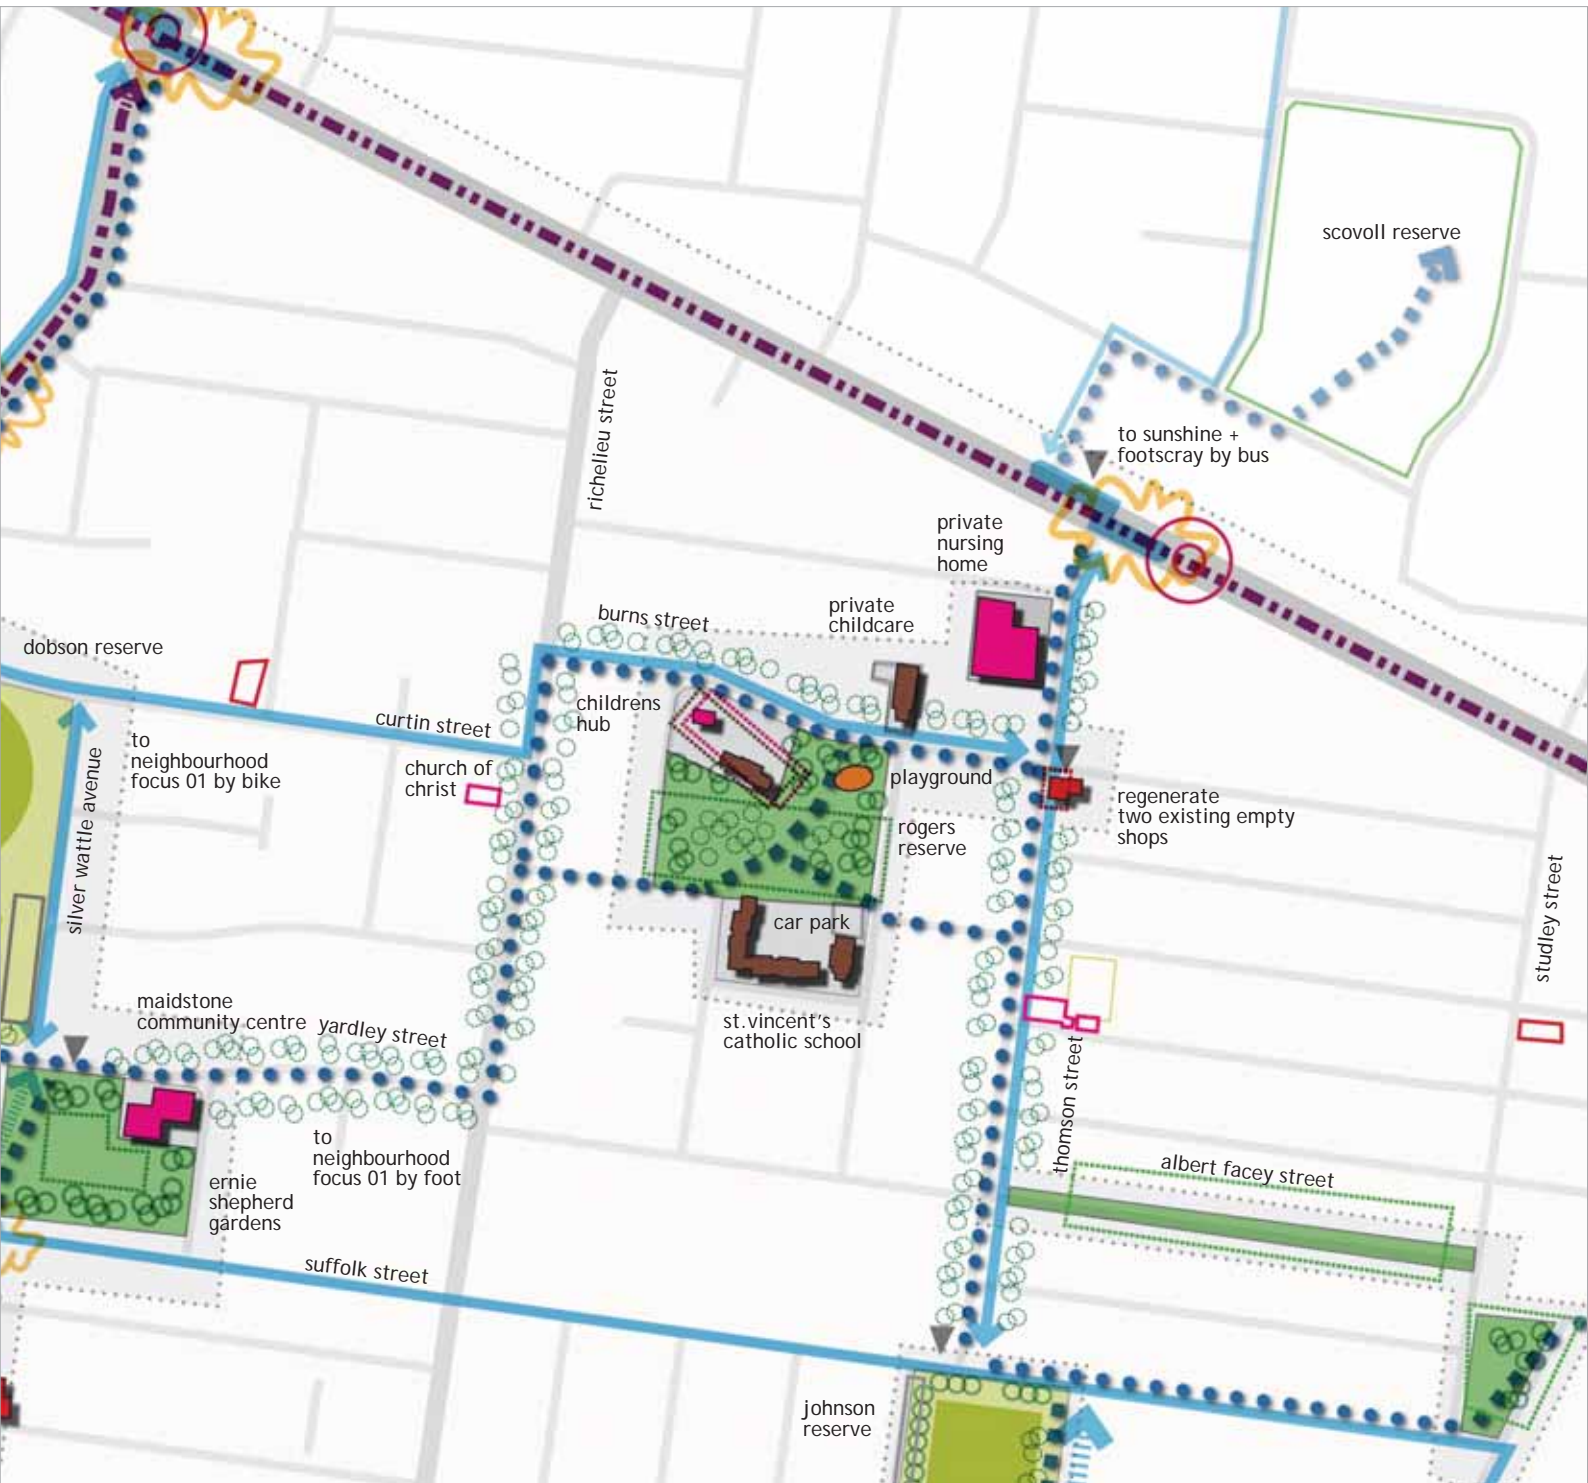 scovoll reserve
richelieu street
to sunshine +
footscray by bus
private
nursing
home
private
childcare
burns street
dobson reserve
childrens
hub
curtin street
to
neighbourhood
focus 01 by bike
church of
christ
playground
silver wattle avenue
regenerate
two existing empty
shops
rogers
reserve
studley street
car park
maidstone
community centre
yardley street
st.vincent's
catholic school
thomson street
to
neighbourhood
focus 01 by foot
ernie
shepherd
gardens
albert facey street
suffolk street
johnson
reserve